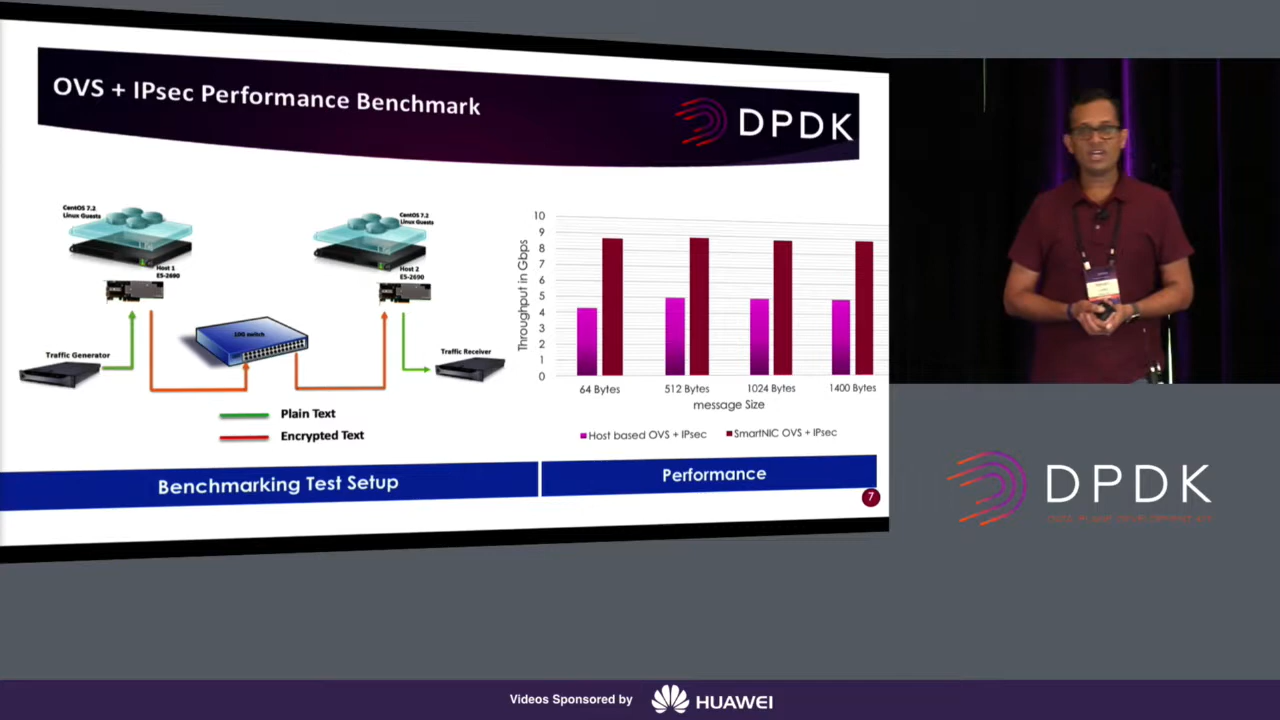 OVS + IPsec Performance Benchmark
DPDK
CentOS 7.2
Linux Guests
Host 1
E5-2690
CentOS 7.2
Linux Guests
Host 2
E5-2690
10G switch
Traffic Generator
Traffic Receiver
Plain Text
Encrypted Text
Throughput in Gbps
10
9
8
7
6
5
4
3
2
1
0
64 Bytes
512 Bytes
1024 Bytes
1400 Bytes
message Size
Host based OVS + IPsec
SmartNIC OVS + IPsec
Benchmarking Test Setup
Performance
7
DPDK
Videos Sponsored by
HUAWEI